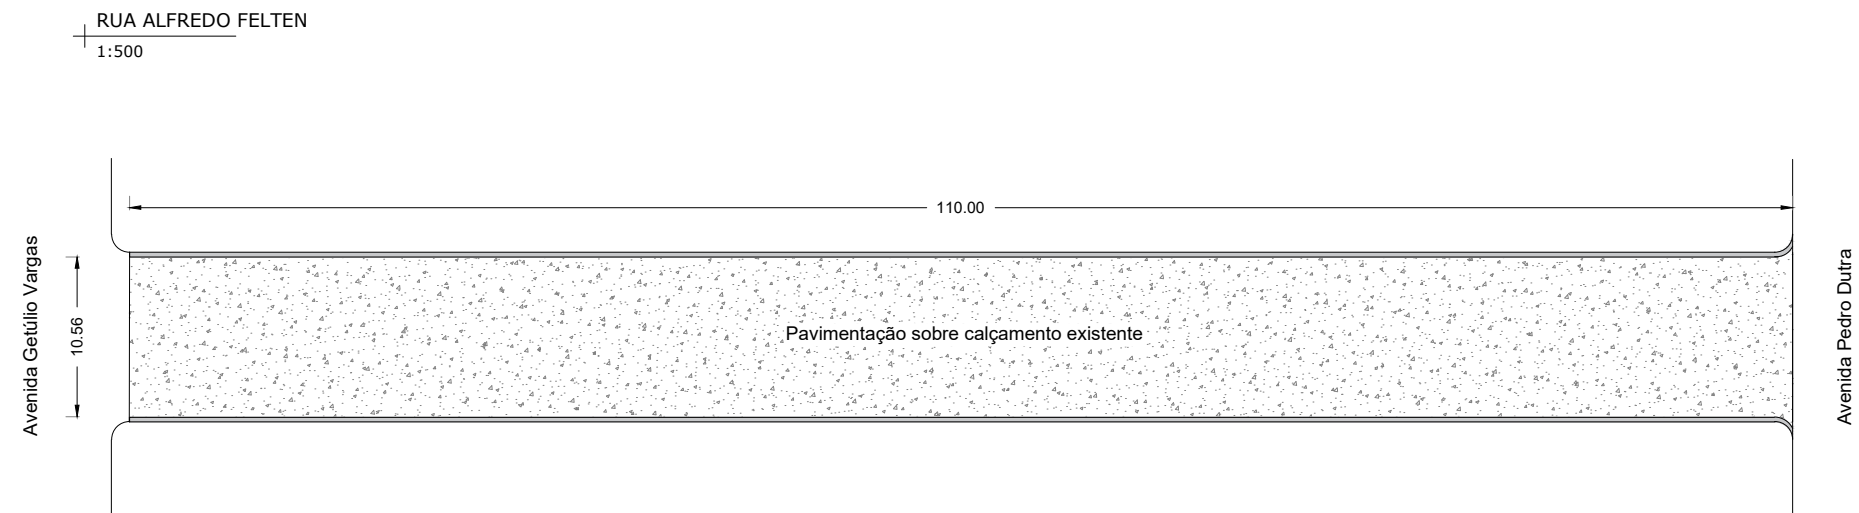 RUA ALFREDO FELTEN
1:500
110.00
Avenida Getúlio Vargas
10.56
Pavimentação sobre calçamento existente
Avenida Pedro Dutra